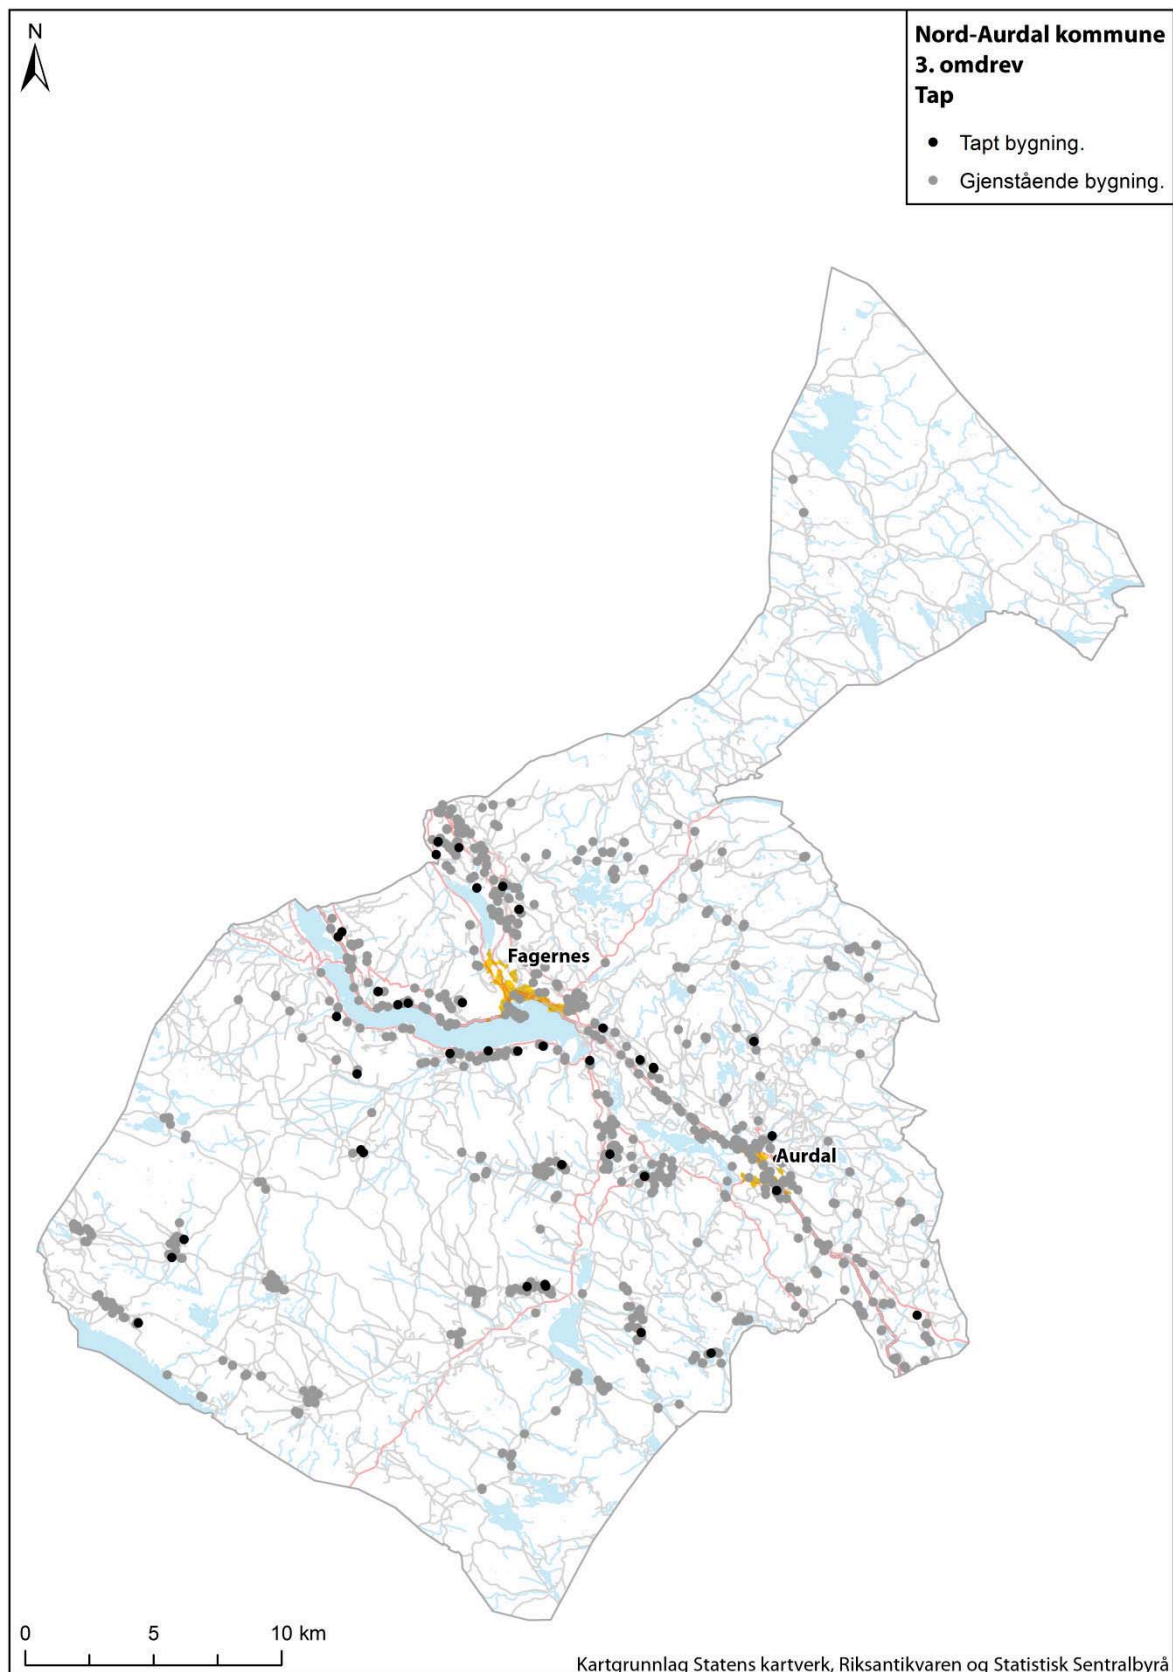 N
Nord-Aurdal kommune
3. omdrev
Tap
Tapt bygning.
Gjenstående bygning.
Fagernes
Aurdal
0 5 10 km
Kartgrunnlag Statens kartverk, Riksantikvaren og Statistisk Sentralbyrå